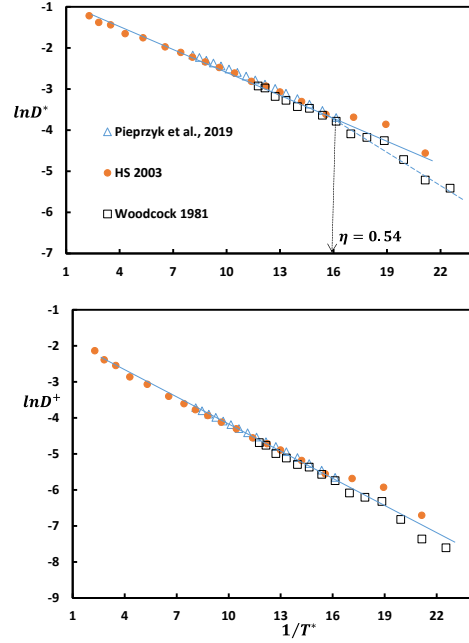 -1
-2
-3
lnD*
-4
-5
-6
-7
Pieprzyk et al., 2019
HS 2003
Woodcock 1981
η = 0.54
1 4 7 10 13 16 19 22
-1
-2
-3
lnD+
-4
-5
-6
-7
-8
-9
1 4 7 10 13 16 19 22
1/T*